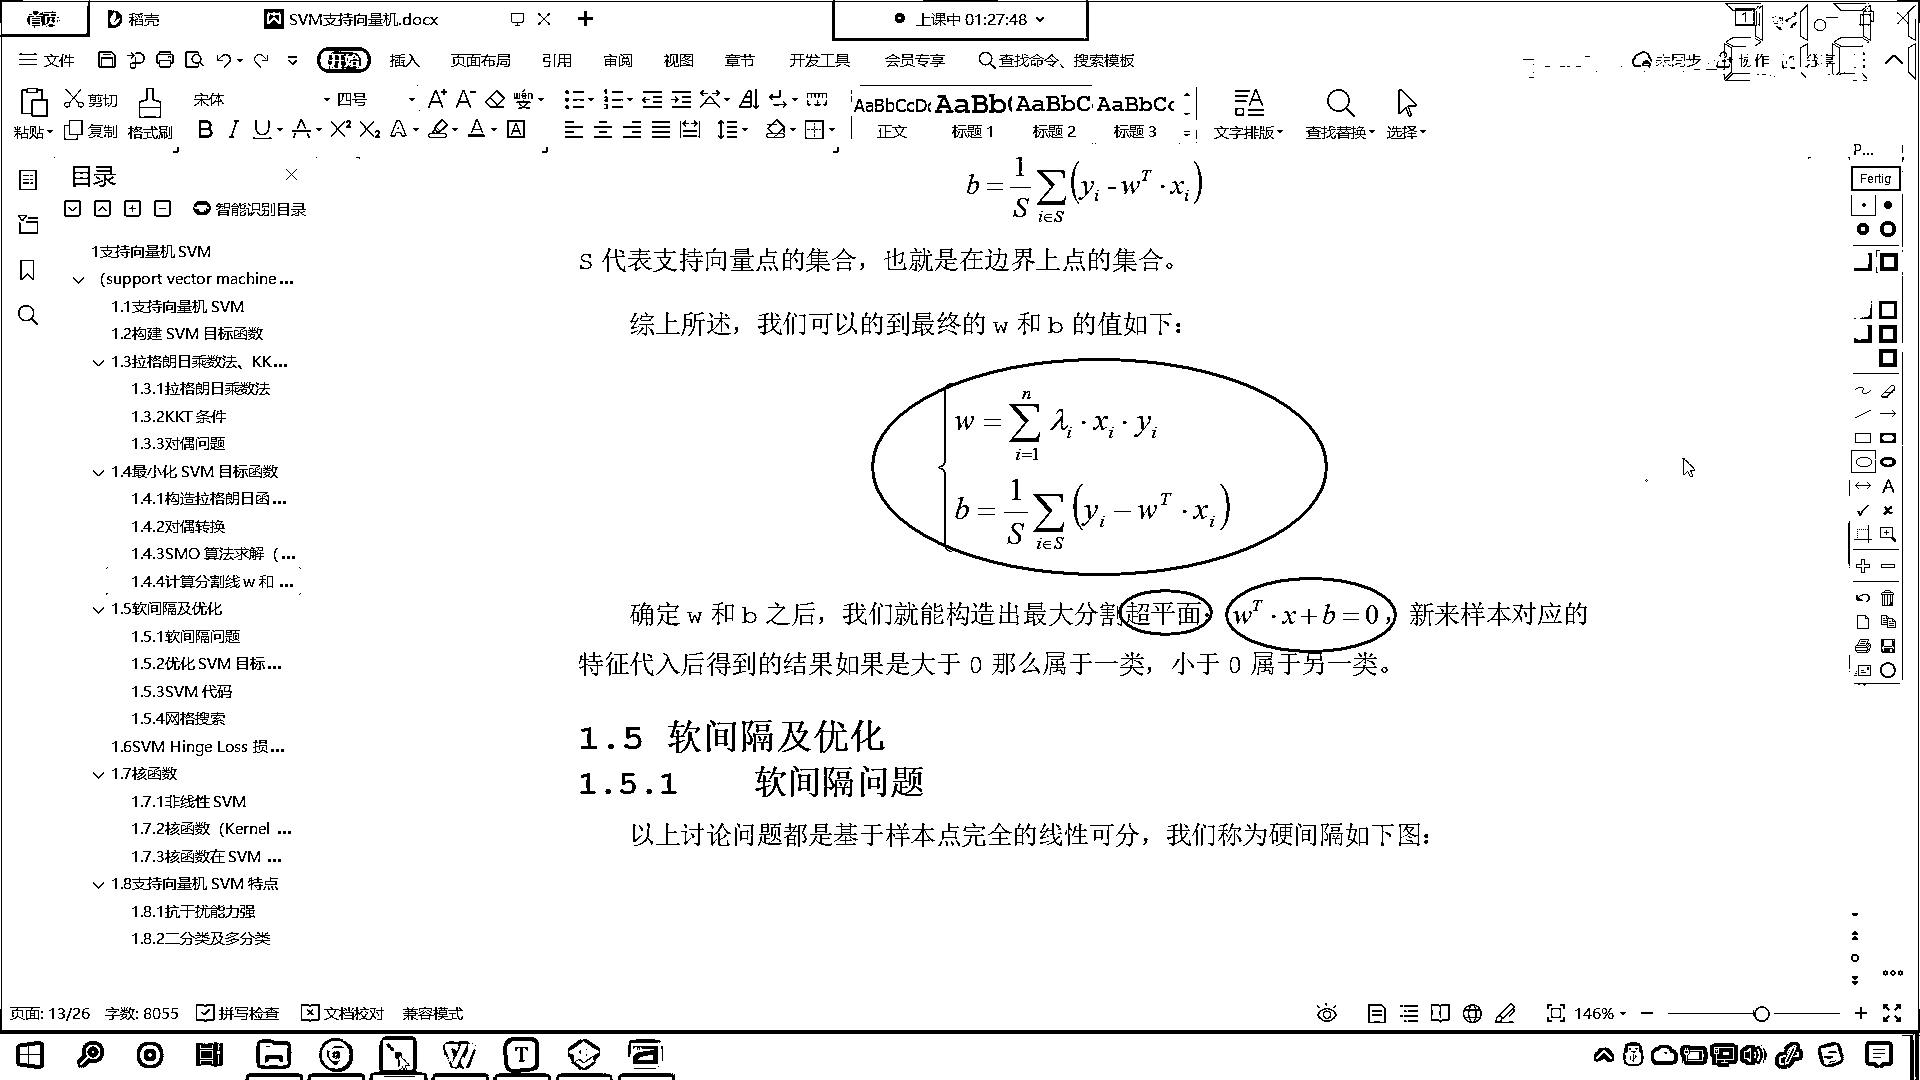 首页 稻壳 SVM支持向量机.docx 上课中 01:27:48
文件 开始 插入 页面布局 引用 审阅 视图 章节 开发工具 会员专享 查找命令、搜索模板 未同步 协作
粘贴 剪切 复制 格式刷 宋体 四号
B I U A X² X₂ A A A
AaBbCcDc AaBb( AaBbC AaBbCc
正文 标题 1 标题 2 标题 3 文字排版 查找替换 选择
P...
Fertig
目录
智能识别目录
1支持向量机 SVM
(support vector machine ...
1.1支持向量机 SVM
1.2构建 SVM 目标函数
1.3拉格朗日乘数法、KK...
1.3.1拉格朗日乘数法
1.3.2KKT 条件
1.3.3对偶问题
1.4最小化 SVM 目标函数
1.4.1构造拉格朗日函 ...
1.4.2对偶转换
1.4.3SMO 算法求解（ ...
1.4.4计算分割线 w 和 ...
1.5软间隔及优化
1.5.1软间隔问题
1.5.2优化 SVM 目标...
1.5.3SVM 代码
1.5.4网格搜索
1.6SVM Hinge Loss 损...
1.7核函数
1.7.1非线性 SVM
1.7.2核函数（Kernel ...
1.7.3核函数在 SVM ...
1.8支持向量机 SVM 特点
1.8.1抗干扰能力强
1.8.2二分类及多分类
b = 1/S ∑_{i∈S} (y_i - w^T · x_i)
S 代表支持向量点的集合，也就是在边界上点的集合。
综上所述，我们可以的到最终的 w 和 b 的值如下：
w = ∑_{i=1}^{n} λ_i · x_i · y_i
b = 1/S ∑_{i∈S} (y_i − w^T · x_i)
确定 w 和 b 之后，我们就能构造出最大分割超平面：w^T · x + b = 0，新来样本对应的
特征代入后得到的结果如果是大于 0 那么属于一类，小于 0 属于另一类。
1.5 软间隔及优化
1.5.1 软间隔问题
以上讨论问题都是基于样本点完全的线性可分，我们称为硬间隔如下图：
页面: 13/26 字数: 8055 拼写检查 文档校对 兼容模式 146%